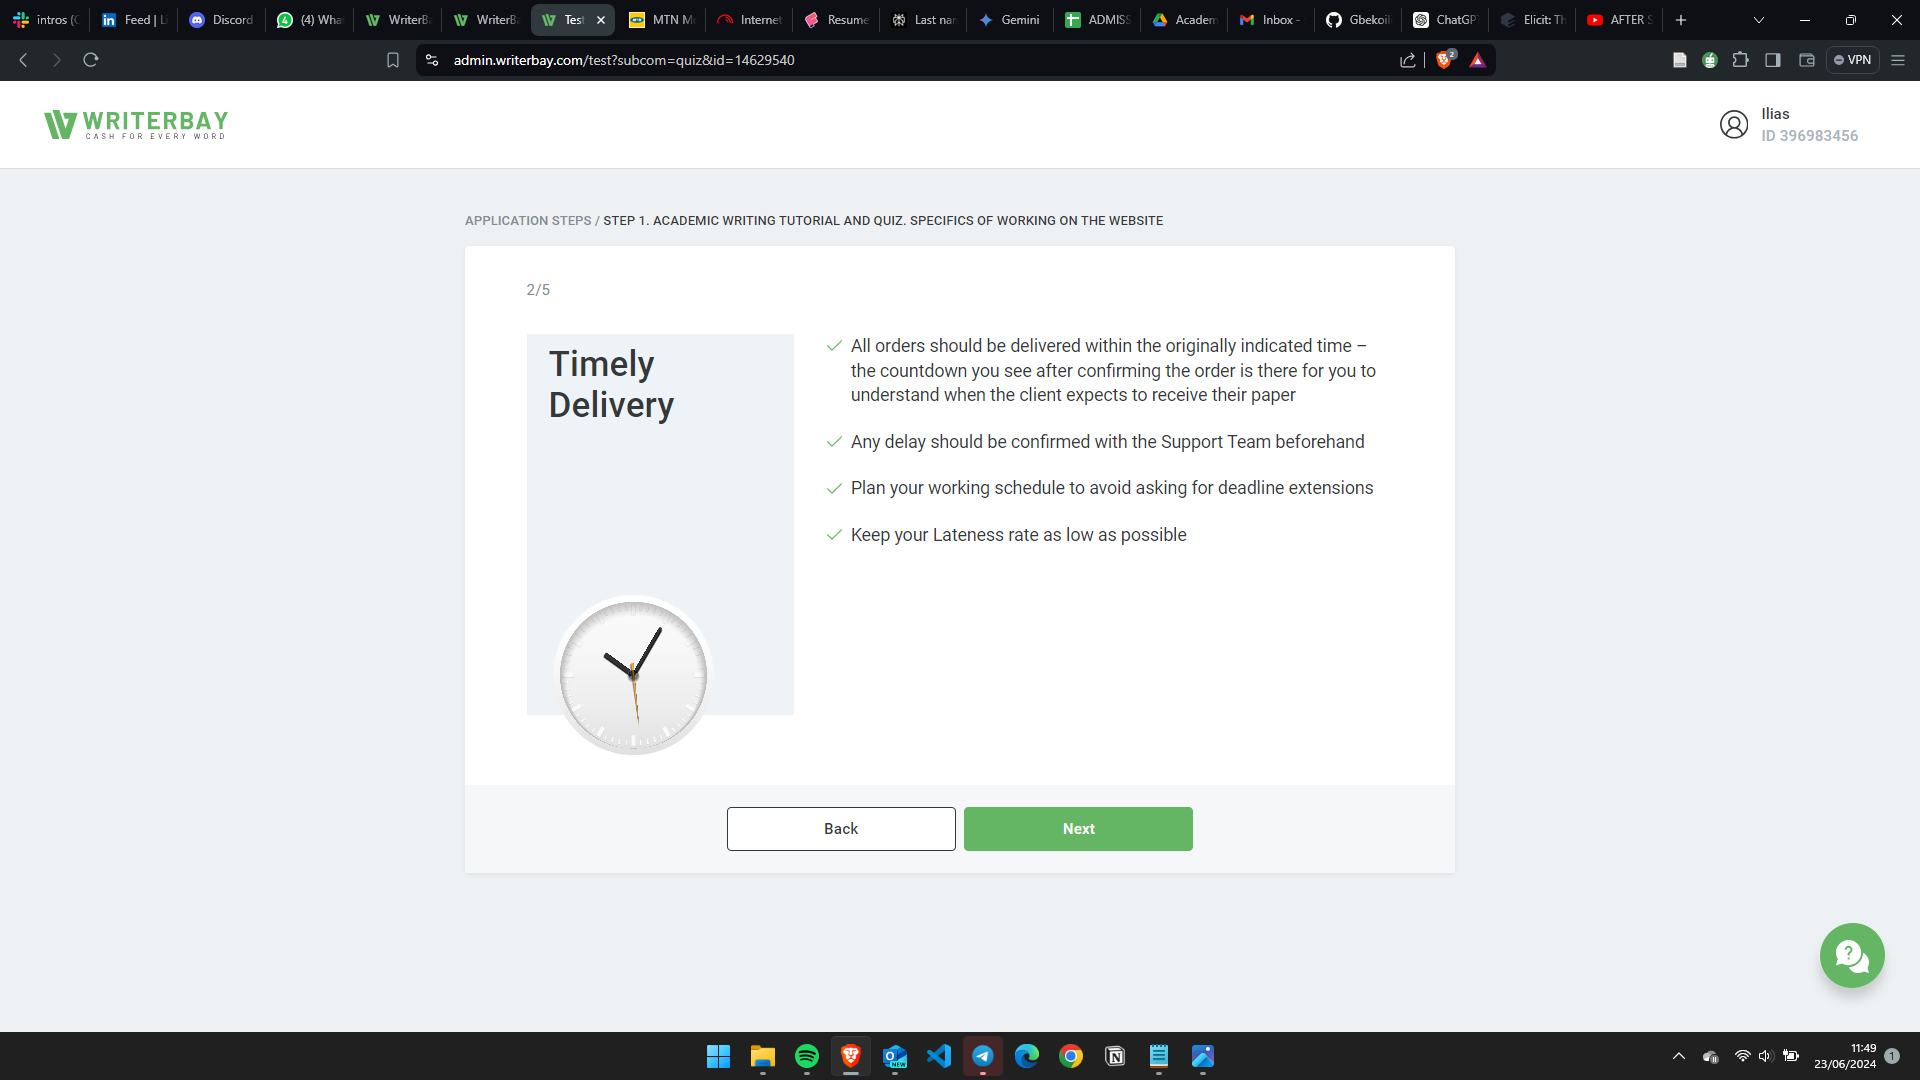 intros (
Feed | L
Discord
(4) What
WriterBa
WriterBa
Test
MTN M
Internet
Resume
Last nam
Gemini
ADMISS
Academ
Inbox -
Gbekoil
ChatGP
Elicit: Th
AFTER S
admin.writerbay.com/test?subcom=quiz&id=14629540
2
VPN
WRITERBAY
CASH FOR EVERY WORD
Ilias
ID 396983456
APPLICATION STEPS / STEP 1. ACADEMIC WRITING TUTORIAL AND QUIZ. SPECIFICS OF WORKING ON THE WEBSITE
2/5
Timely
Delivery
All orders should be delivered within the originally indicated time –
the countdown you see after confirming the order is there for you to
understand when the client expects to receive their paper
Any delay should be confirmed with the Support Team beforehand
Plan your working schedule to avoid asking for deadline extensions
Keep your Lateness rate as low as possible
Back
Next
11:49
23/06/2024
1